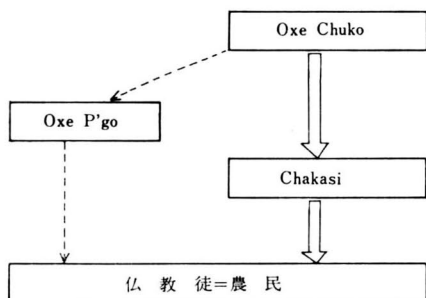 Oxe Chuko
Oxe P'go
Chakasi
仏教徒=農民